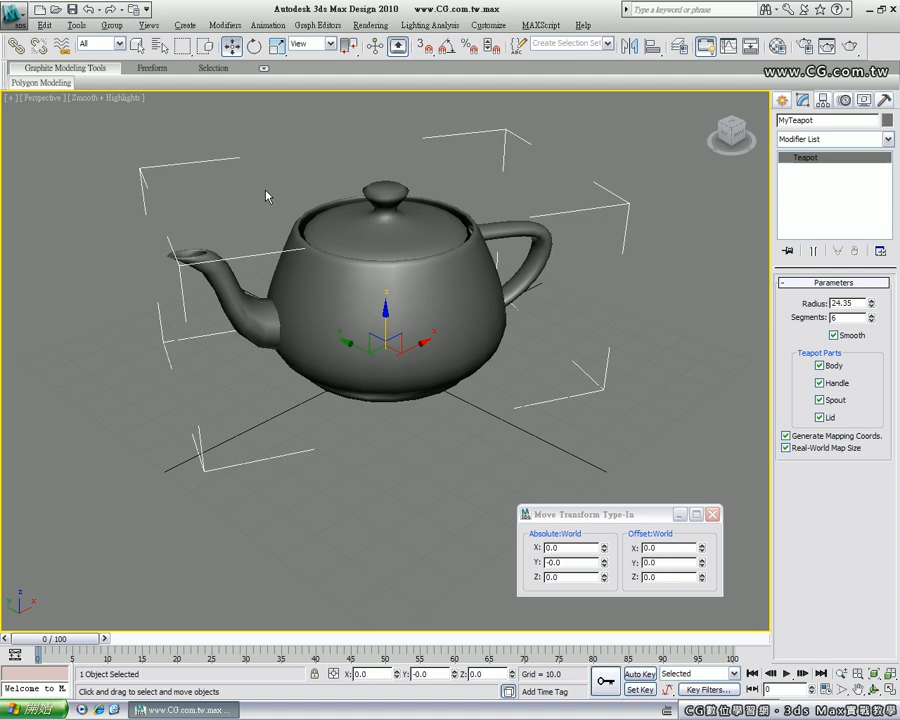 Autodesk 3ds Max Design 2010 www.CG.com.tw.max
Type a keyword or phrase
Edit Tools Group Views Create Modifiers Animation Graph Editors Rendering Lighting Analysis Customize MAXScript Help
All View Create Selection Set
Graphite Modeling Tools Freeform Selection
www.CG.com.tw
Polygon Modeling
[ + ] [ Perspective ] [ Smooth + Highlights ]
MyTeapot
Modifier List
Teapot
Parameters
Radius: 24.35
Segments: 6
Smooth
Teapot Parts
Body
Handle
Spout
Lid
Generate Mapping Coords.
Real-World Map Size
z
x
y
Move Transform Type-In
Absolute:World Offset:World
X: 0.0 X: 0.0
Y: -0.0 Y: 0.0
Z: 0.0 Z: 0.0
z
y x
0 / 100
0 5 10 15 20 25 30 35 40 45 50 55 60 65 70 75 80 85 90 95 100
1 Object Selected X: 0.0 Y: -0.0 Z: 0.0 Grid = 10.0 Auto Key Selected
Welcome to M Click and drag to select and move objects Add Time Tag Set Key Key Filters... 0
開始 www.CG.com.tw.max ... CG數位學習網・3ds Max實戰教學